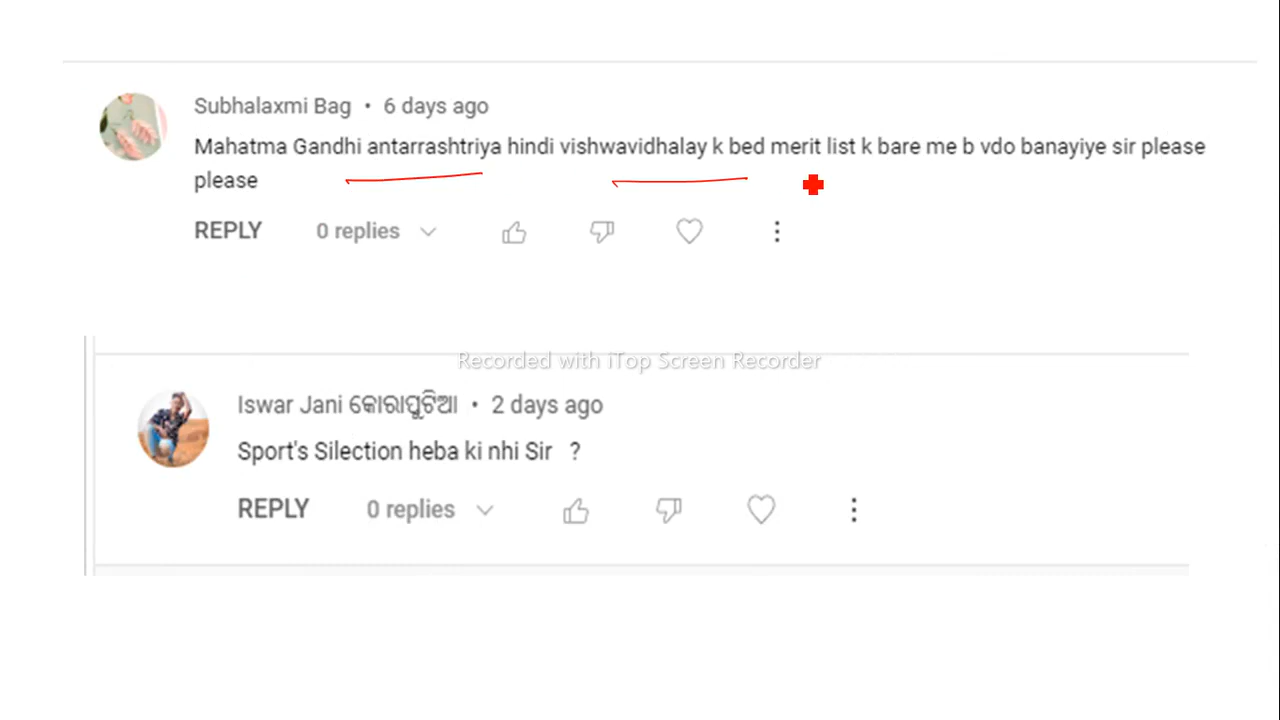 Subhalaxmi Bag • 6 days ago
Mahatma Gandhi antarrashtriya hindi vishwavidhalay k bed merit list k bare me b vdo banayiye sir please
please
REPLY 0 replies
Recorded with iTop Screen Recorder
Iswar Jani କୋରାପୁଟିଆ • 2 days ago
Sport's Silection heba ki nhi Sir ?
REPLY 0 replies